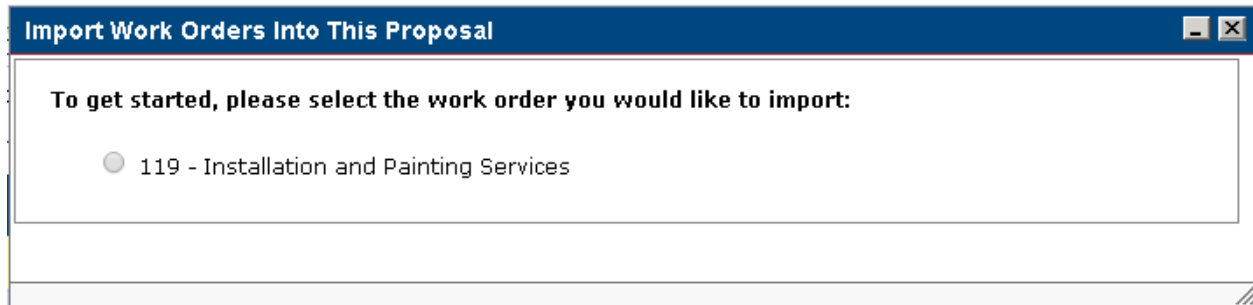 Import Work Orders Into This Proposal
To get started, please select the work order you would like to import:
119 - Installation and Painting Services